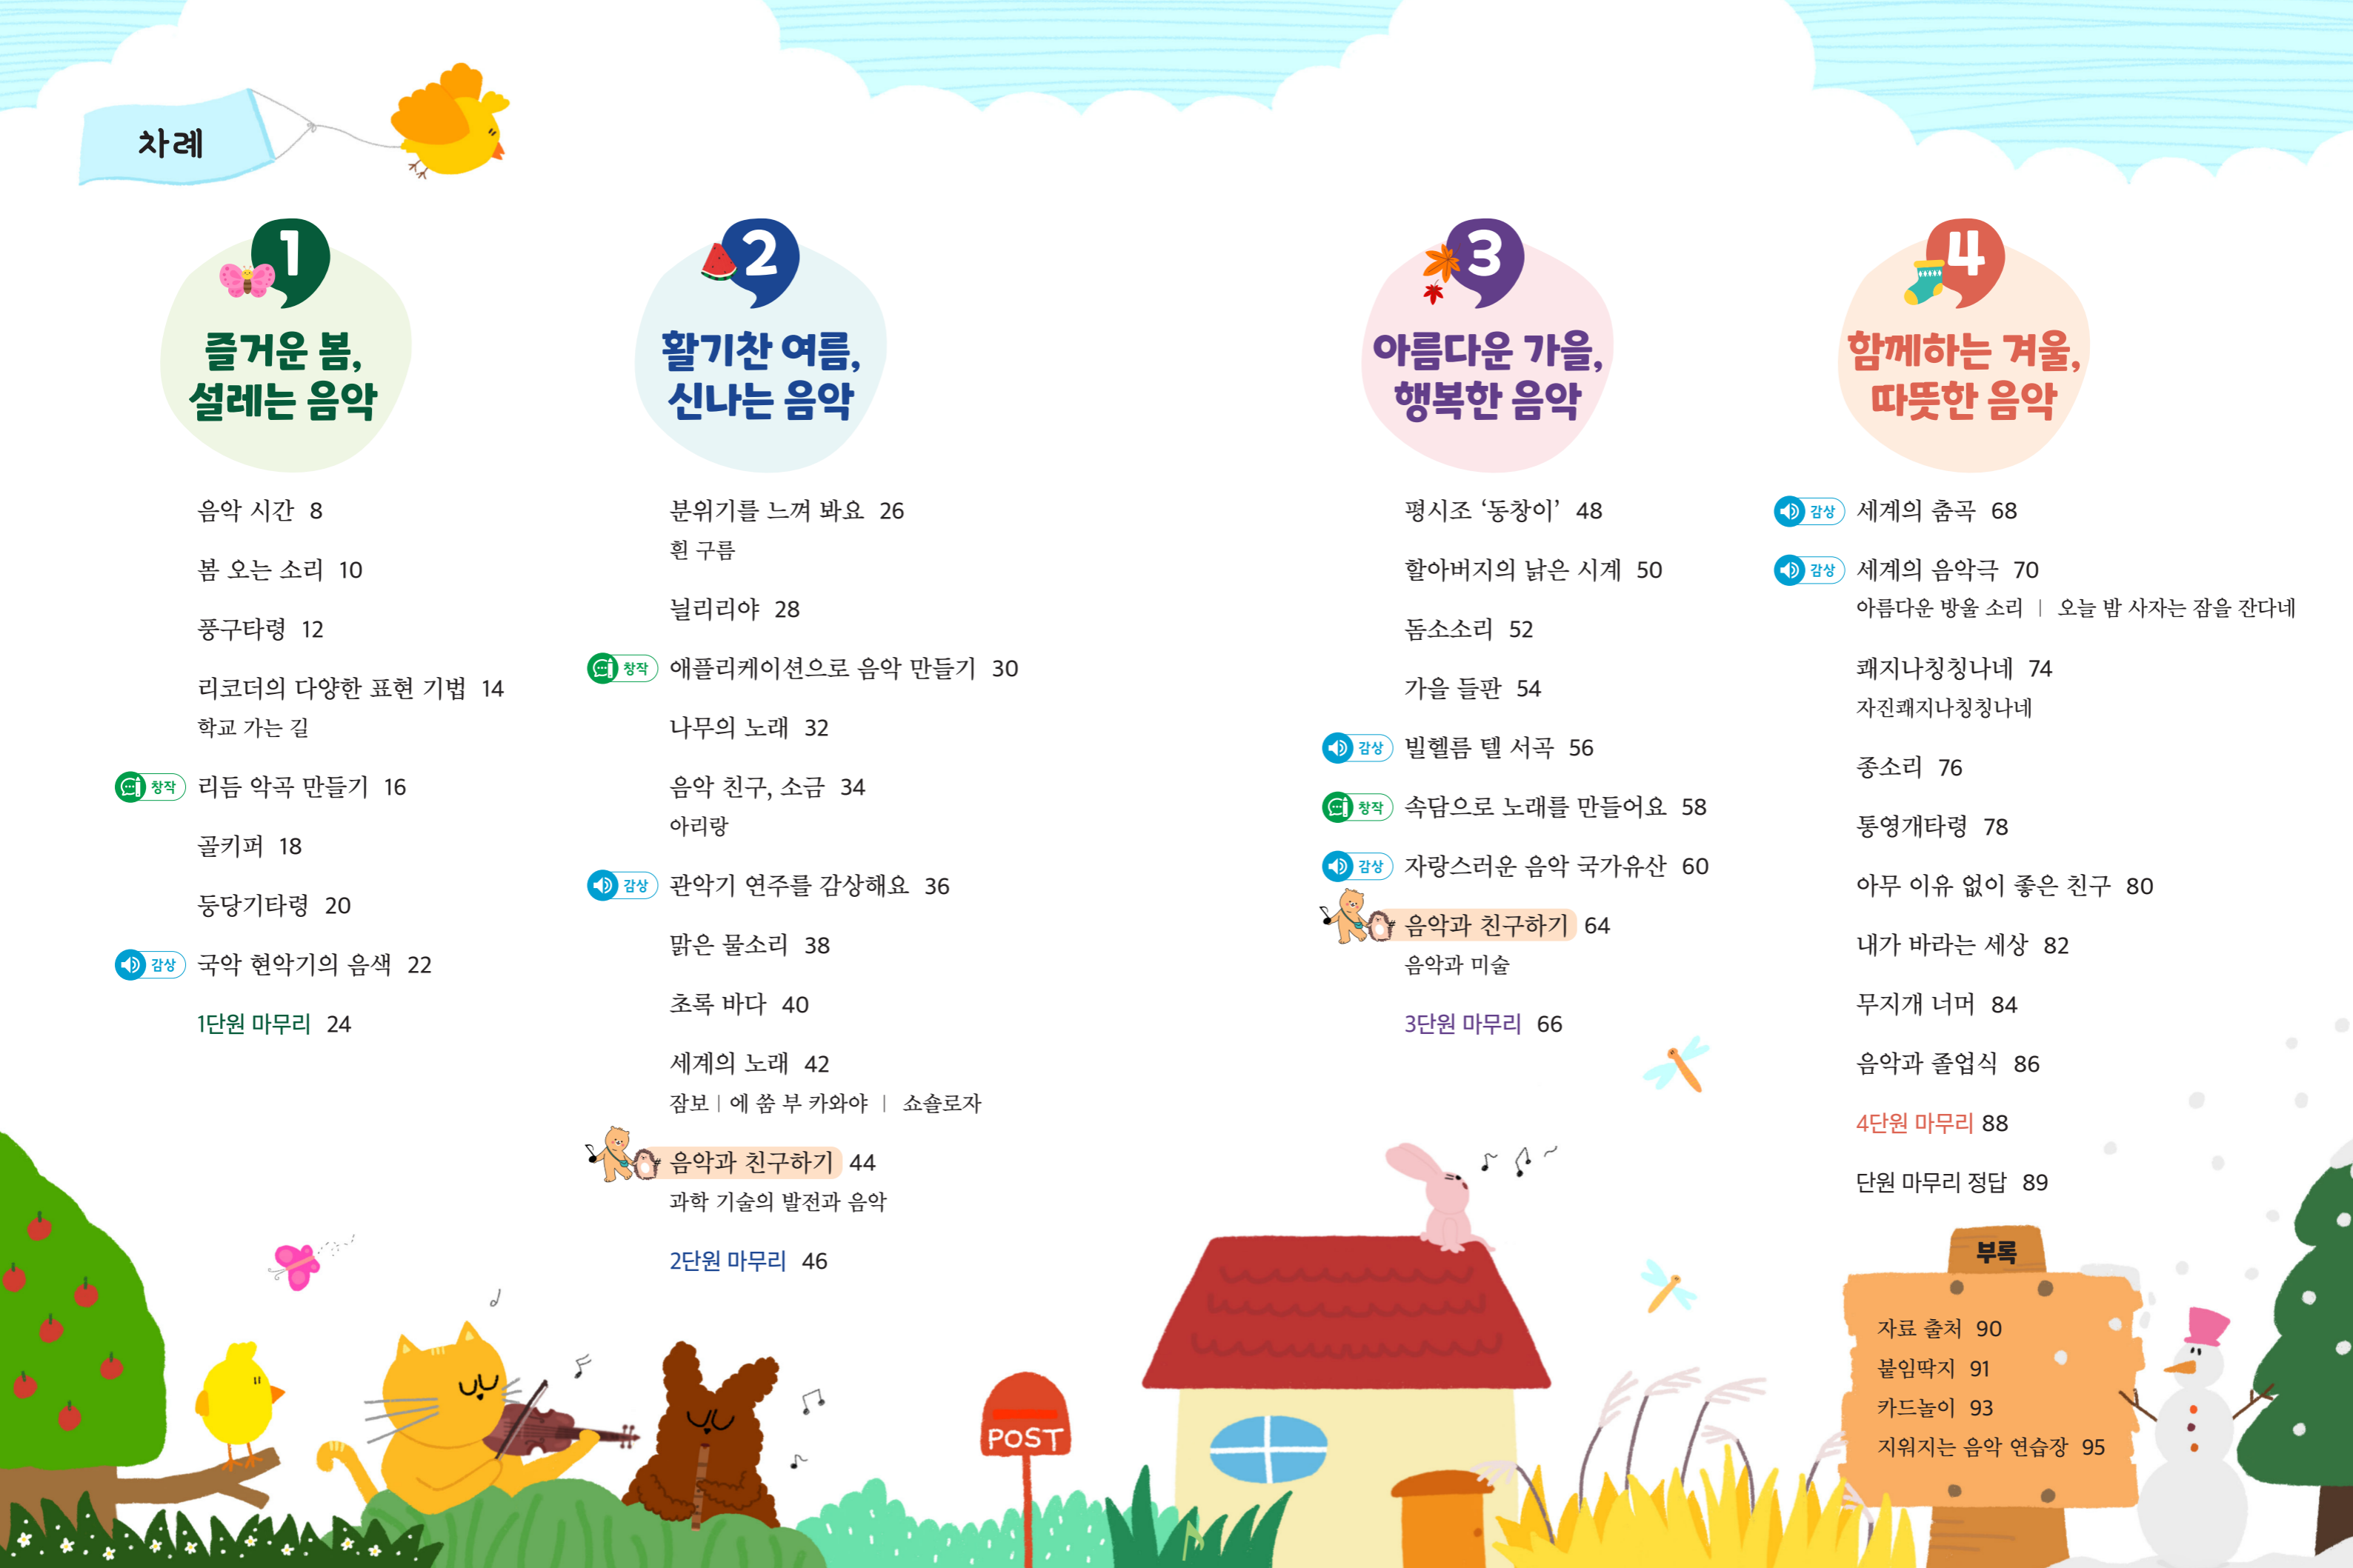 차례
1
즐거운 봄,
설레는 음악
음악 시간 8
봄 오는 소리 10
풍구타령 12
리코더의 다양한 표현 기법 14
학교 가는 길
창작 리듬 악곡 만들기 16
골키퍼 18
둥당기타령 20
감상 국악 현악기의 음색 22
1단원 마무리 24
2
활기찬 여름,
신나는 음악
분위기를 느껴 봐요 26
흰 구름
늴리리야 28
창작 애플리케이션으로 음악 만들기 30
나무의 노래 32
음악 친구, 소금 34
아리랑
감상 관악기 연주를 감상해요 36
맑은 물소리 38
초록 바다 40
세계의 노래 42
잠보 | 에 쑴 부 카와야 | 쇼숄로자
음악과 친구하기 44
과학 기술의 발전과 음악
2단원 마무리 46
3
아름다운 가을,
행복한 음악
평시조 ‘동창이’ 48
할아버지의 낡은 시계 50
돔소소리 52
가을 들판 54
감상 빌헬름 텔 서곡 56
창작 속담으로 노래를 만들어요 58
감상 자랑스러운 음악 국가유산 60
음악과 친구하기 64
음악과 미술
3단원 마무리 66
4
함께하는 겨울,
따뜻한 음악
감상 세계의 춤곡 68
감상 세계의 음악극 70
아름다운 방울 소리 | 오늘 밤 사자는 잠을 잔다네
쾌지나칭칭나네 74
자진쾌지나칭칭나네
종소리 76
통영개타령 78
아무 이유 없이 좋은 친구 80
내가 바라는 세상 82
무지개 너머 84
음악과 졸업식 86
4단원 마무리 88
단원 마무리 정답 89
부록
자료 출처 90
붙임딱지 91
카드놀이 93
지워지는 음악 연습장 95
POST